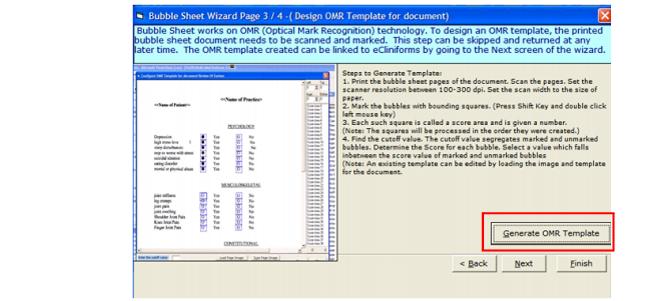 Bubble Sheet Wizard Page 3 / 4 -( Design OMR Template for document)
Bubble Sheet works on OMR (Optical Mark Recognition) technology. To design an OMR template, the printed
bubble sheet document needs to be scanned and marked. This step can be skipped and returned at any
later time. The OMR template created can be linked to eCliniforms by going to the Next screen of the wizard.
<<Name of Practice>>
<<Name of Patient>>
PSYCHOLOGY
Depression Yes No
high stress level Yes No
sleep disturbances Yes No
suicidal ideation Yes No
eating disorder Yes No
mental or physical abuse Yes No
MUSCULOSKELETAL
joint stiffness Yes No
leg cramps Yes No
joint pain Yes No
joint swelling Yes No
Shoulder Joint Pain Yes No
Knee Joint Pain Yes No
Finger Joint Pain Yes No
CONSTITUTIONAL
Steps to Generate Template:
1. Print the bubble sheet pages of the document. Scan the pages. Set the
scanner resolution between 100-300 dpi. Set the scan width to the size of
paper.
2. Mark the bubbles with bounding squares. (Press Shift Key and double click
left mouse key)
3. Each such square is called a score area and is given a number.
(Note: The squares will be processed in the order they were created.)
4. Find the cutoff value. The cutoff value segregates marked and unmarked
bubbles. Determine the Score for each bubble. Select a value which falls
inbetween the score value of marked and unmarked bubbles
(Note: An existing template can be edited by loading the image and template
for the document.
Generate OMR Template
< Back Next Finish